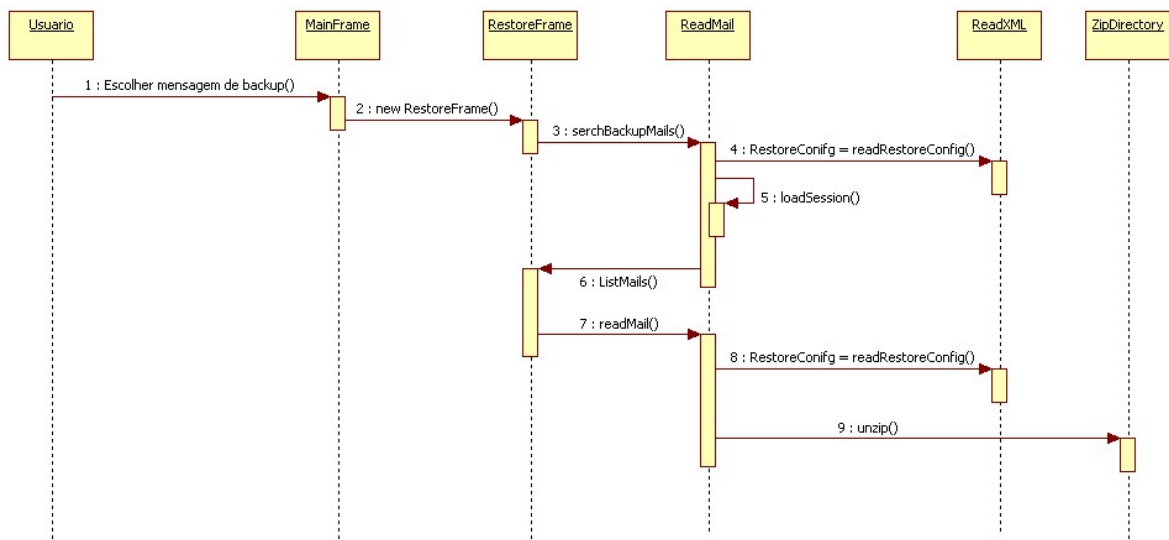 Usuario
MainFrame
RestoreFrame
ReadMail
ReadXML
ZipDirectory
1 : Escolher mensagem de backup()
2 : new RestoreFrame()
3 : serchBackupMails()
4 : RestoreConifg = readRestoreConfig()
5 : loadSession()
6 : ListMails()
7 : readMail()
8 : RestoreConifg = readRestoreConfig()
9 : unzip()